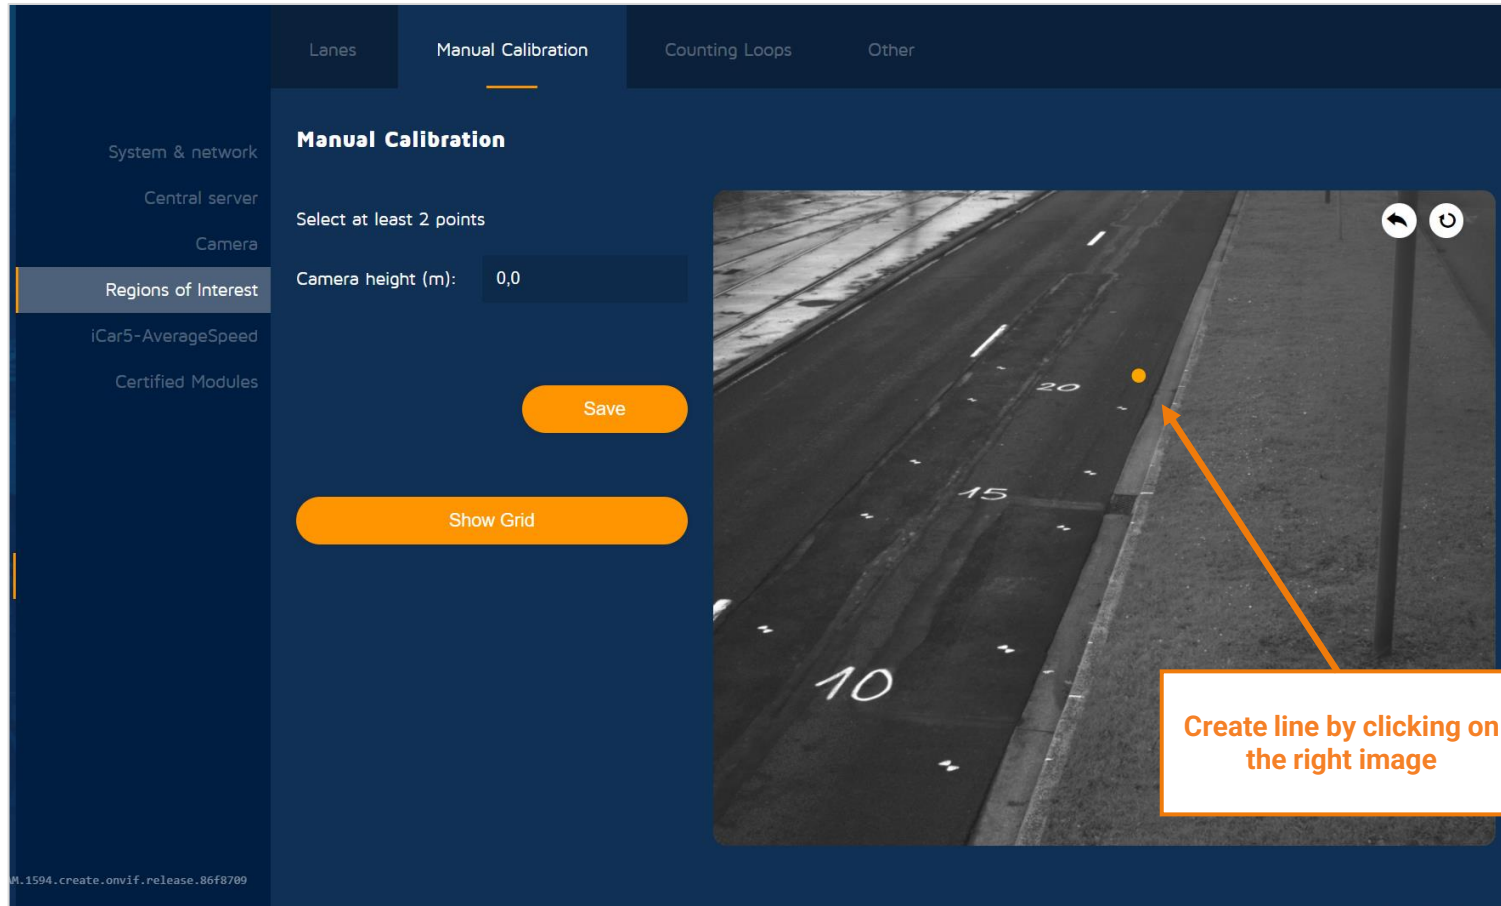 Lanes
Manual Calibration
Counting Loops
Other
System & network
Central server
Camera
Regions of Interest
iCar5-AverageSpeed
Certified Modules
Manual Calibration
Select at least 2 points
Camera height (m):
0,0
Save
Show Grid
20
15
10
Create line by clicking on
the right image
M.1594.create.onvif.release.86f8709